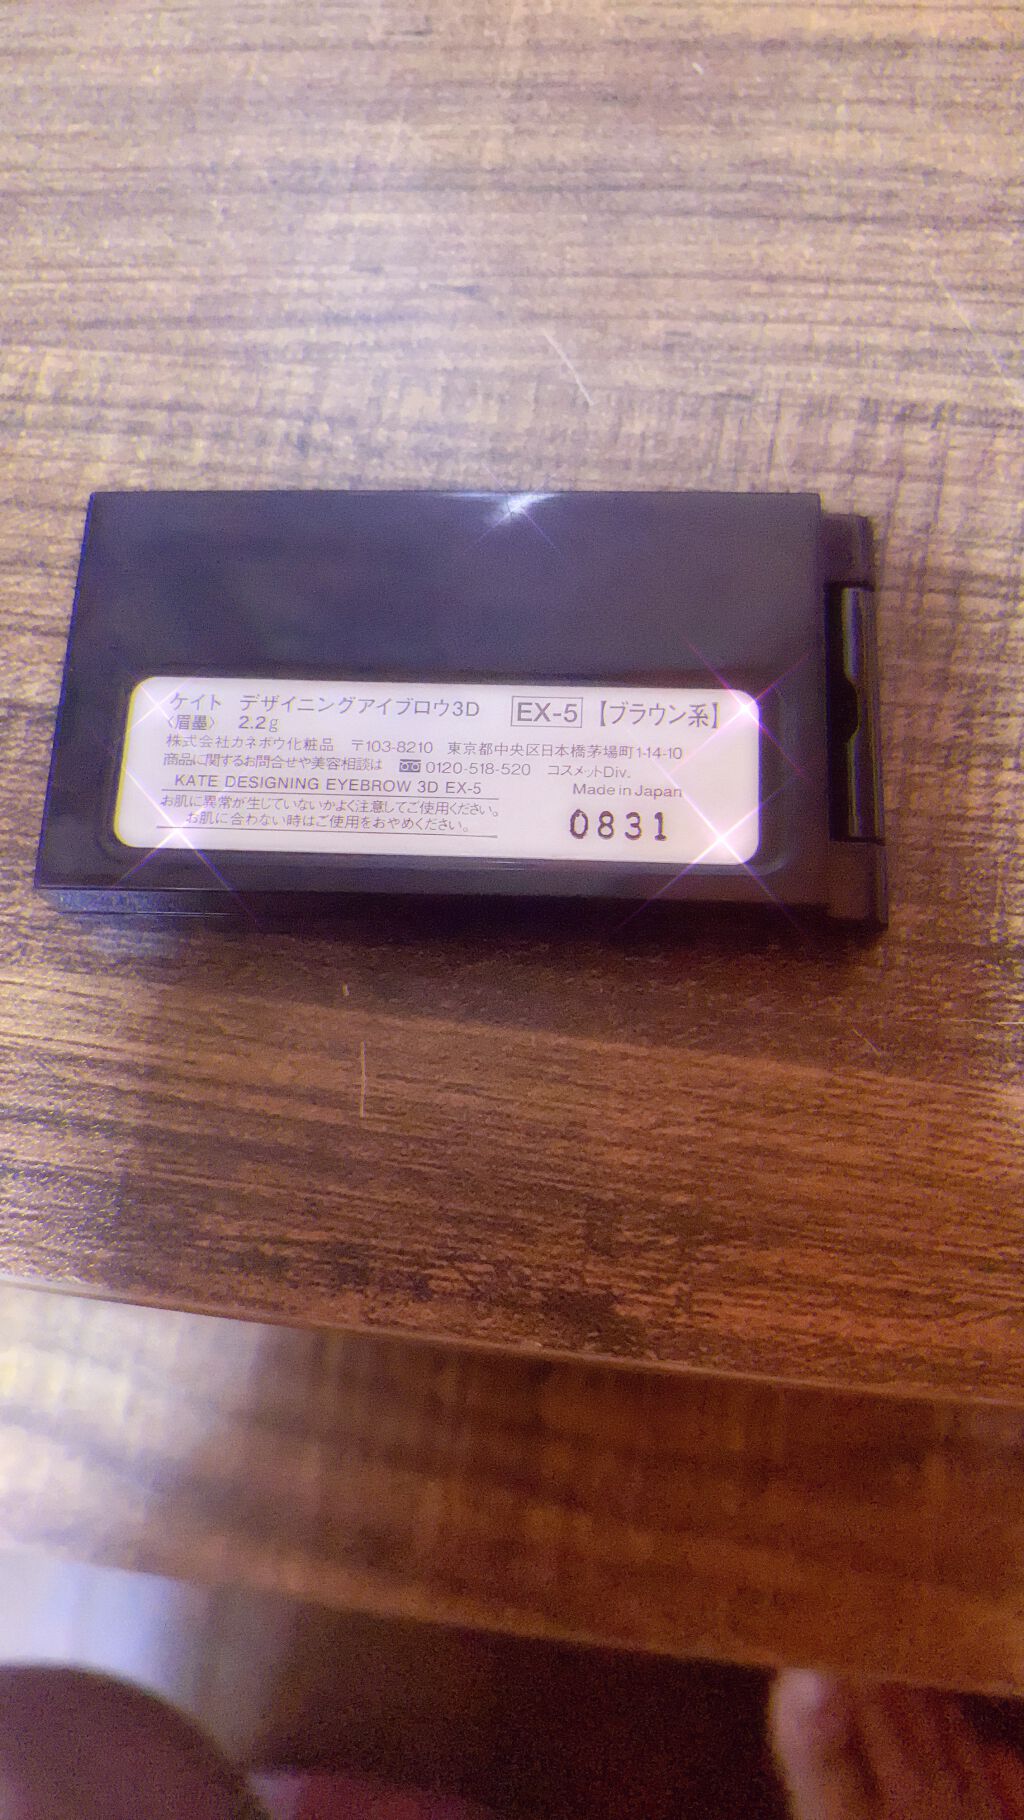 ケイト デザイニングアイブロウ3D EX-5 【ブラウン系】
〈眉墨〉 2.2g
株式会社カネボウ化粧品 〒103-8210 東京都中央区日本橋茅場町1-14-10
商品に関するお問合せや美容相談は 0120-518-520 コスメットDiv.
KATE DESIGNING EYEBROW 3D EX-5 Made in Japan
お肌に異常が生じていないかよく注意してご使用ください。
お肌に合わない時はご使用をおやめください。
0831